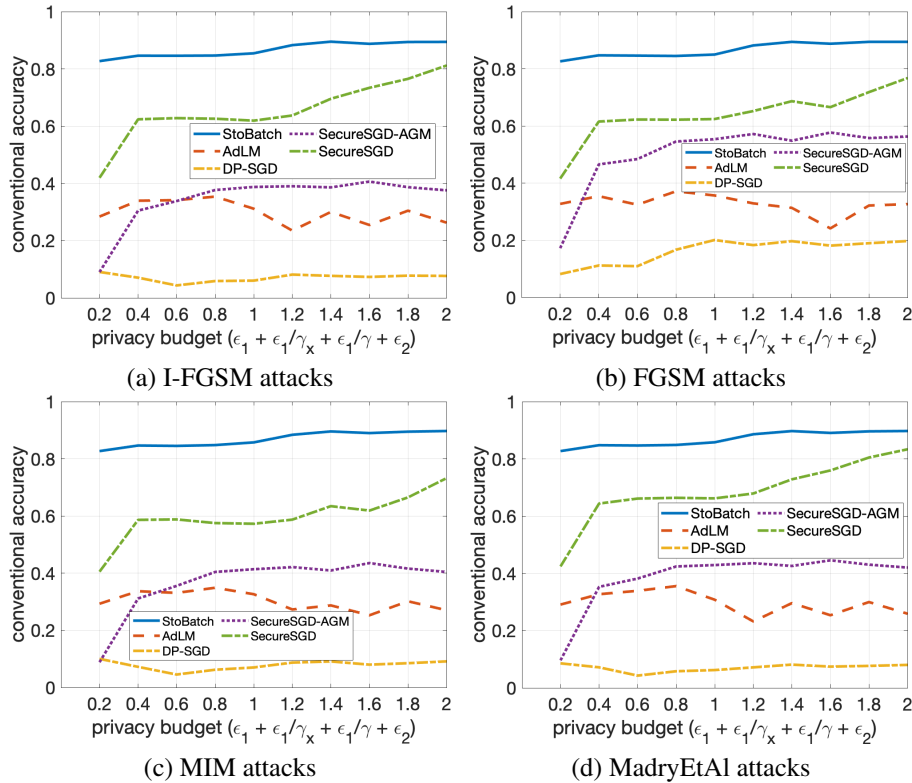 1
0.8
0.6
0.4
0.2
0
conventional accuracy
StoBatch
AdLM
DP-SGD
SecureSGD-AGM
SecureSGD
0.2 0.4 0.6 0.8 1 1.2 1.4 1.6 1.8 2
privacy budget (ϵ₁ + ϵ₁/γₓ + ϵ₁/γ + ϵ₂)
(a) I-FGSM attacks
1
0.8
0.6
0.4
0.2
0
conventional accuracy
StoBatch
AdLM
DP-SGD
SecureSGD-AGM
SecureSGD
0.2 0.4 0.6 0.8 1 1.2 1.4 1.6 1.8 2
privacy budget (ϵ₁ + ϵ₁/γₓ + ϵ₁/γ + ϵ₂)
(b) FGSM attacks
1
0.8
0.6
0.4
0.2
0
conventional accuracy
StoBatch
AdLM
DP-SGD
SecureSGD-AGM
SecureSGD
0.2 0.4 0.6 0.8 1 1.2 1.4 1.6 1.8 2
privacy budget (ϵ₁ + ϵ₁/γₓ + ϵ₁/γ + ϵ₂)
(c) MIM attacks
1
0.8
0.6
0.4
0.2
0
conventional accuracy
StoBatch
AdLM
DP-SGD
SecureSGD-AGM
SecureSGD
0.2 0.4 0.6 0.8 1 1.2 1.4 1.6 1.8 2
privacy budget (ϵ₁ + ϵ₁/γₓ + ϵ₁/γ + ϵ₂)
(d) MadryEtAl attacks